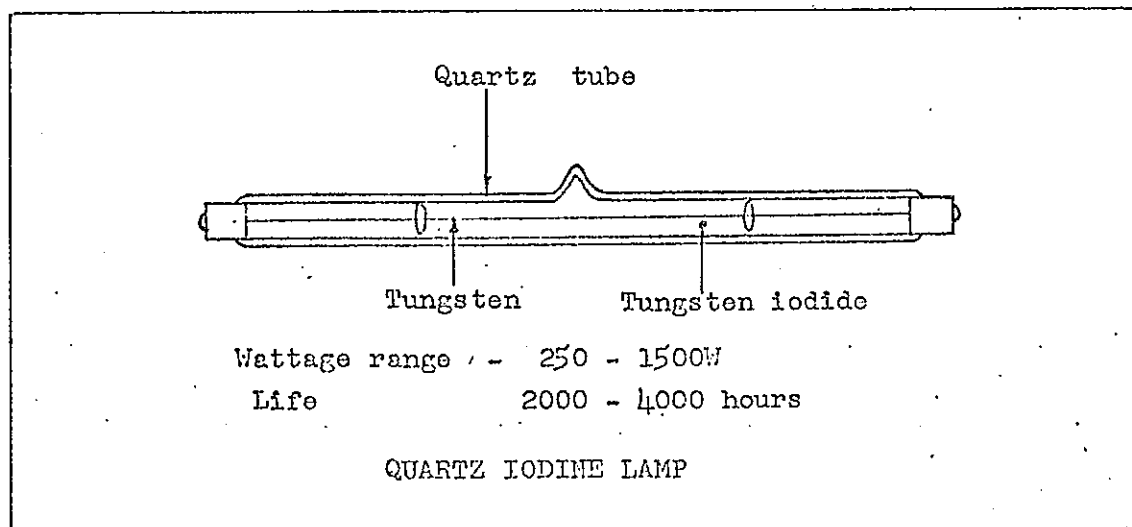 Quartz tube
Tungsten Tungsten iodide
Wattage range - 250 - 1500W
Life 2000 - 4000 hours
QUARTZ IODINE LAMP